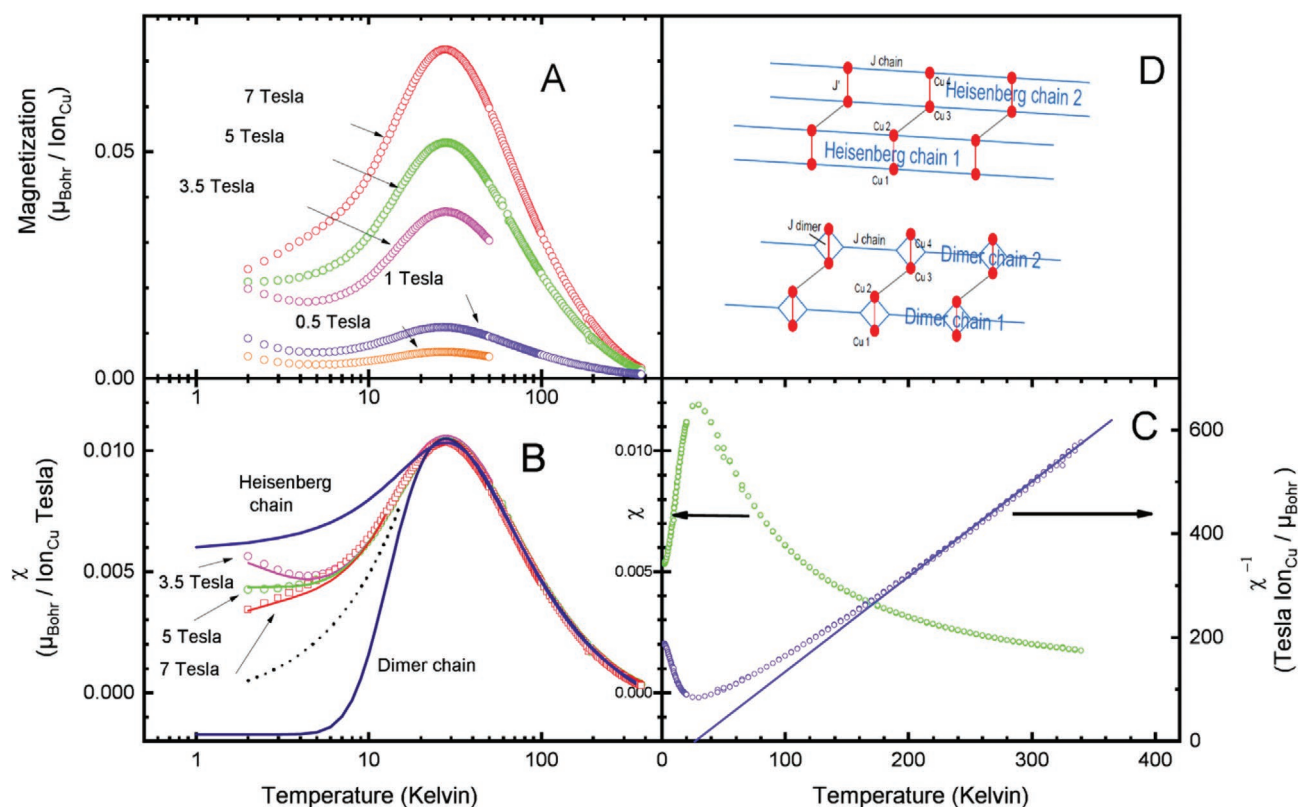 A
Magnetization
(μBohr / IonCu)
0.05
0.00
7 Tesla
5 Tesla
3.5 Tesla
1 Tesla
0.5 Tesla
1
10
100
D
J chain
Cu 4
Heisenberg chain 2
J'
Cu 3
Cu 2
Heisenberg chain 1
Cu 1
J dimer
J chain
Cu 4
Dimer chain 2
Cu 3
Cu 2
Dimer chain 1
Cu 1
B
χ
(μBohr / IonCu Tesla)
0.010
0.005
0.000
Heisenberg
chain
3.5 Tesla
5 Tesla
7 Tesla
Dimer chain
1
10
100
Temperature (Kelvin)
C
χ
0.010
0.005
0.000
600
400
200
0
χ-1
(Tesla IonCu / μBohr)
0
100
200
300
400
Temperature (Kelvin)